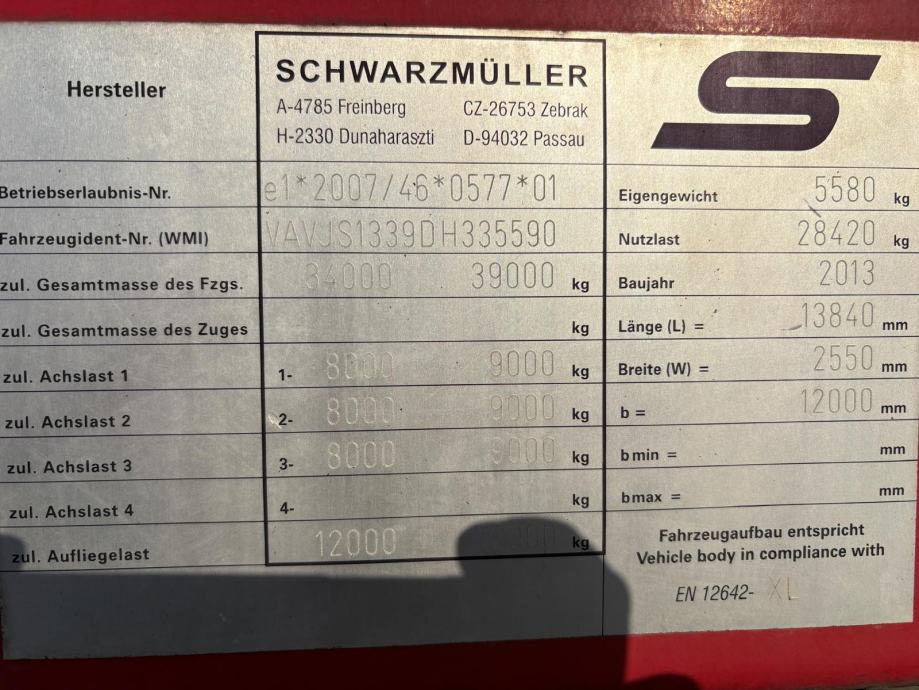 Hersteller
SCHWARZMÜLLER
A-4785 Freinberg CZ-26753 Zebrak
H-2330 Dunaharaszti D-94032 Passau
Betriebserlaubnis-Nr. e1*2007/46*0577*01
Fahrzeugident-Nr. (WMI) VAVJS1339DH335590
zul. Gesamtmasse des Fzgs. 34000 39000 kg
zul. Gesamtmasse des Zuges kg
zul. Achslast 1 1- 8000 9000 kg
zul. Achslast 2 2- 8000 9000 kg
zul. Achslast 3 3- 8000 9000 kg
zul. Achslast 4 4- kg
zul. Aufliegelast 12000 kg
Eigengewicht 5580 kg
Nutzlast 28420 kg
Baujahr 2013
Länge (L) = 13840 mm
Breite (W) = 2550 mm
b = 12000 mm
b min = mm
bmax = mm
Fahrzeugaufbau entspricht
Vehicle body in compliance with
EN 12642- XL